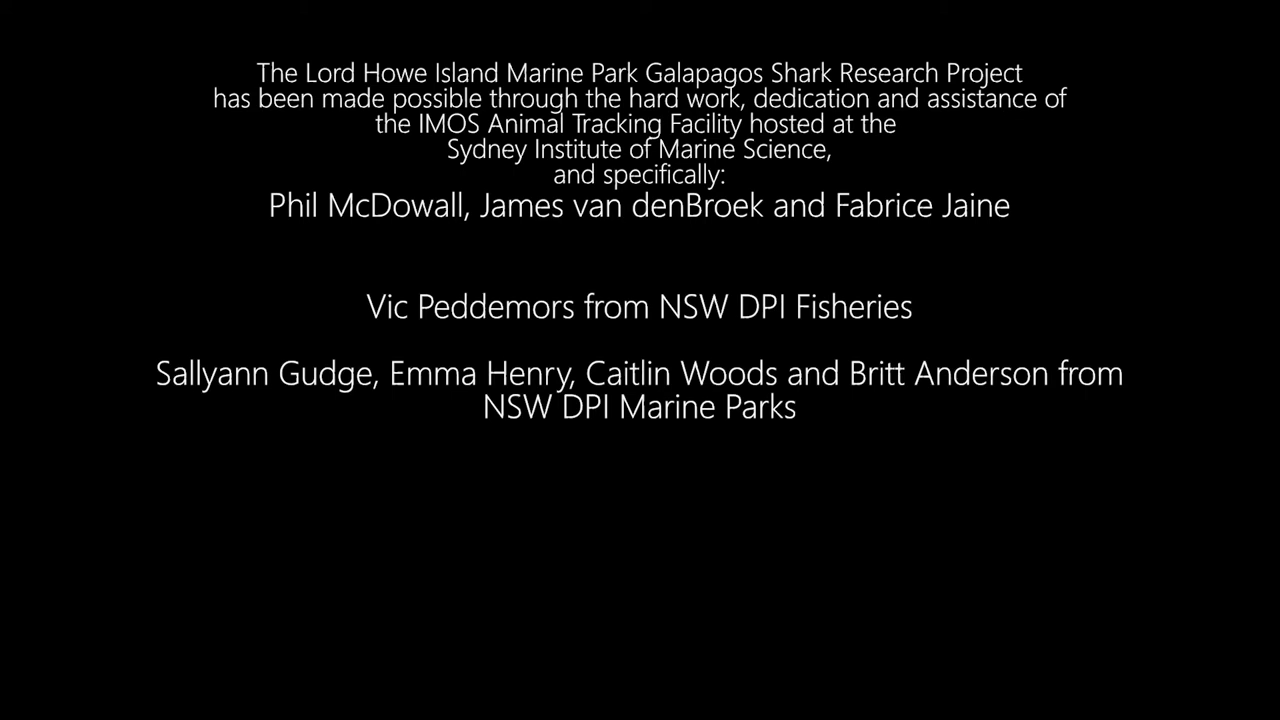 The Lord Howe Island Marine Park Galapagos Shark Research Project
has been made possible through the hard work, dedication and assistance of
the IMOS Animal Tracking Facility hosted at the
Sydney Institute of Marine Science,
and specifically:
Phil McDowall, James van denBroek and Fabrice Jaine
Vic Peddemors from NSW DPI Fisheries
Sallyann Gudge, Emma Henry, Caitlin Woods and Britt Anderson from
NSW DPI Marine Parks